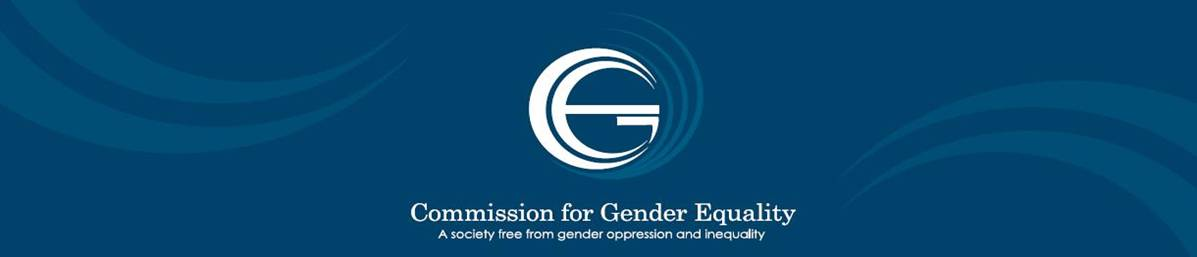 Commission for Gender Equality
A society free from gender oppression and inequality